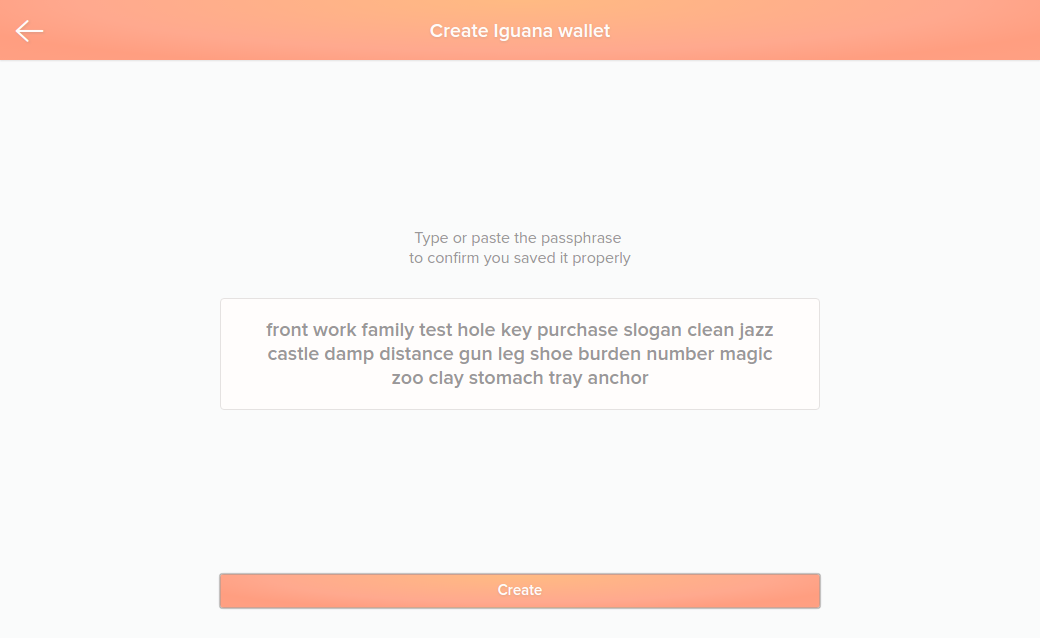 Create Iguana wallet
Type or paste the passphrase
to confirm you saved it properly
front work family test hole key purchase slogan clean jazz
castle damp distance gun leg shoe burden number magic
zoo clay stomach tray anchor
Create